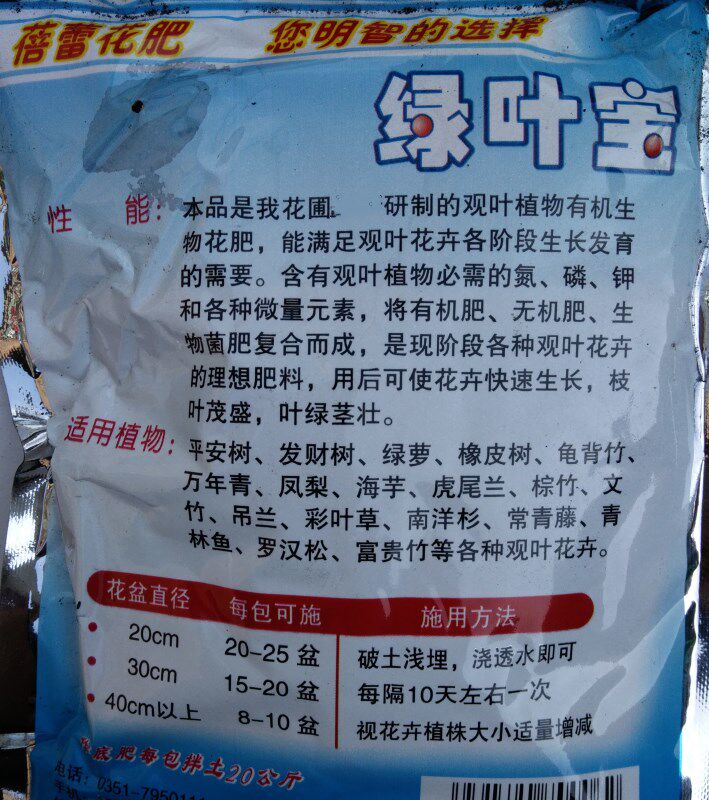 蓓蕾花肥 您明智的选择
绿叶宝
性 能：本品是我花圃。 研制的观叶植物有机生
物花肥，能满足观叶花卉各阶段生长发育
的需要。含有观叶植物必需的氮、磷、钾
和各种微量元素，将有机肥、无机肥、生
物菌肥复合而成，是现阶段各种观叶花卉
的理想肥料，用后可使花卉快速生长，枝
叶茂盛，叶绿茎壮。
适用植物：平安树、发财树、绿萝、橡皮树、龟背竹、
万年青、凤梨、海芋、虎尾兰、棕竹、文
竹、吊兰、彩叶草、南洋杉、常青藤、青
林鱼、罗汉松、富贵竹等各种观叶花卉。
花盆直径 每包可施 施用方法
20cm 20-25 盆 破土浅埋，浇透水即可
30cm 15-20 盆 每隔10天左右一次
40cm以上 8-10 盆 视花卉植株大小适量增减
底肥每包拌土20公斤
电话：0351-795011